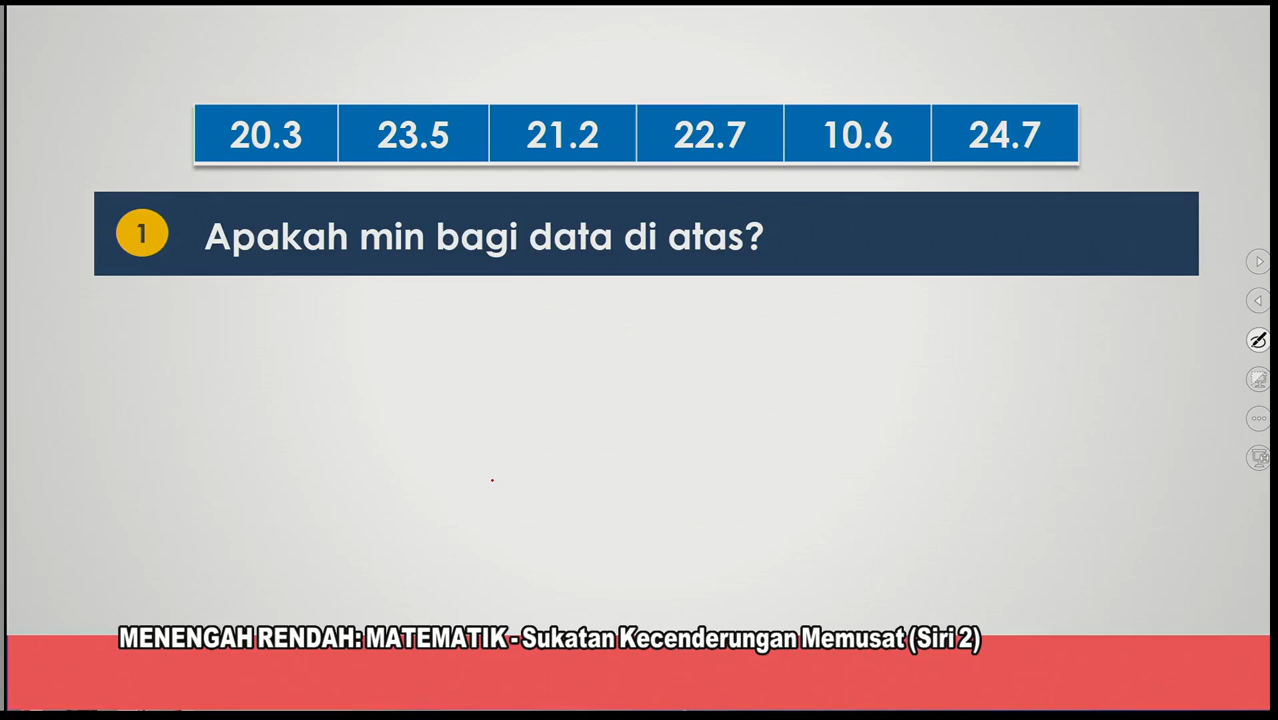 20.3 23.5 21.2 22.7 10.6 24.7
1 Apakah min bagi data di atas?
MENENGAH RENDAH: MATEMATIK - Sukatan Kecenderungan Memusat (Siri 2)